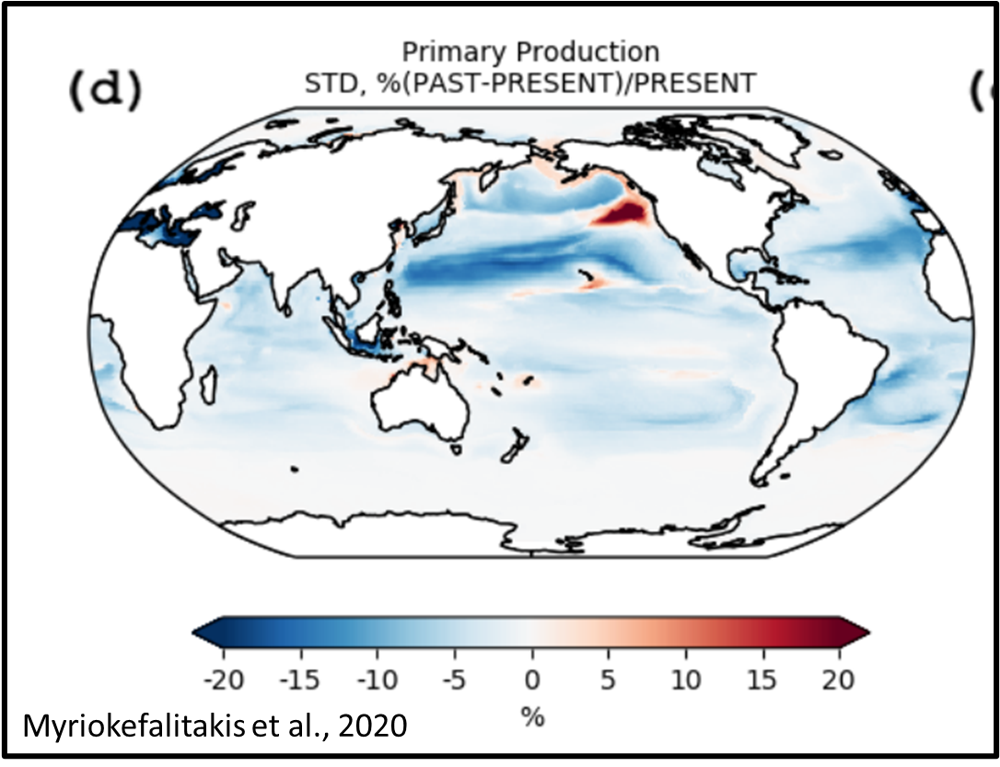 Primary Production
(d)
STD, %(PAST-PRESENT)/PRESENT
(
-20 -15 -10 -5 0 5 10 15 20
%
Myriokefalitakis et al., 2020